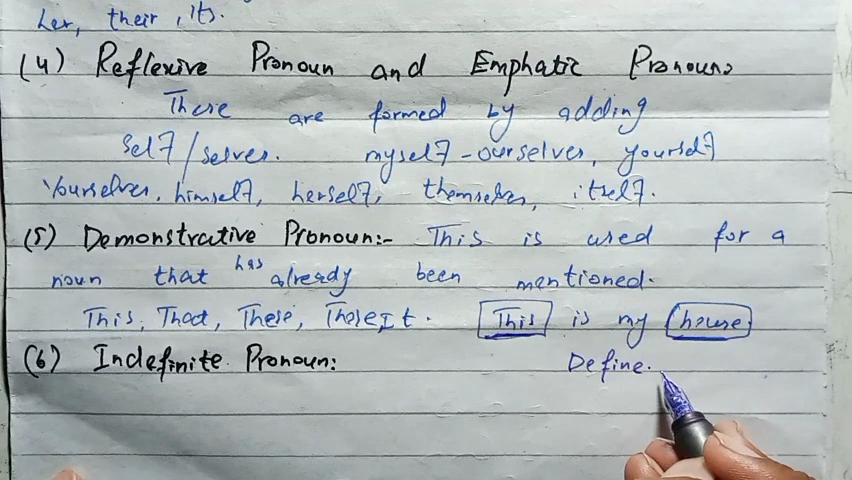 her, their, its.
(4) Reflexive Pronoun and Emphatic Pronouns
These are formed by adding
self/selves. myself-ourselves, yourself
Yourselves, himself, herself, themselves, itself.
(5) Demonstrative Pronoun:- This is used for a
noun that has already been mentioned.
This, That, These, Those, It. This is my house
(6) Indefinite Pronoun: Define.